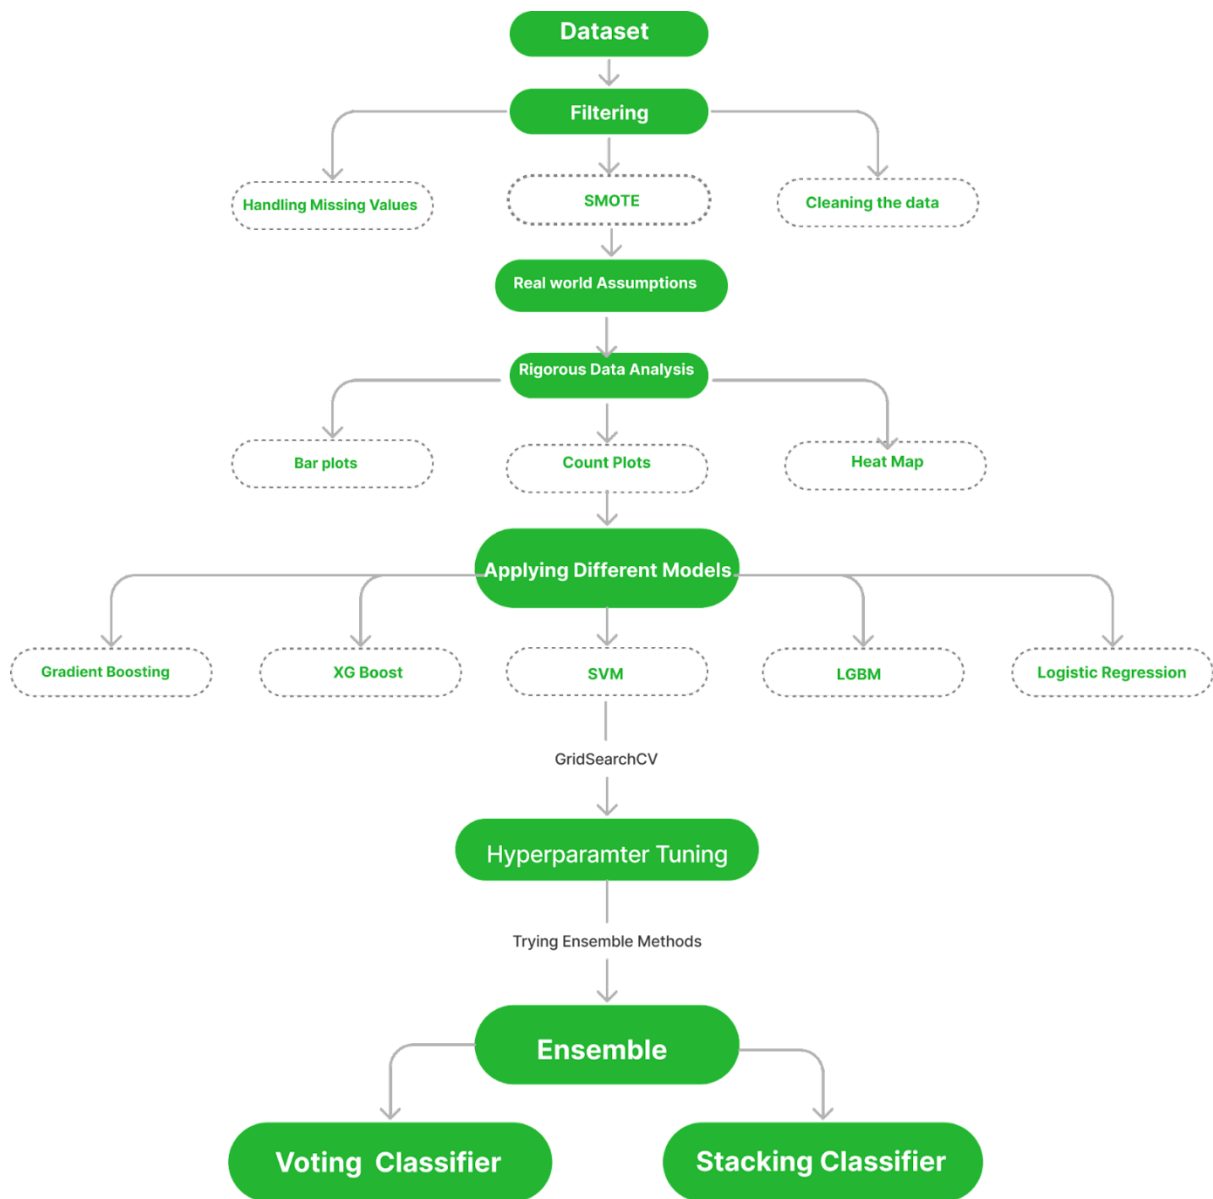 Dataset
Filtering
Handling Missing Values
SMOTE
Cleaning the data
Real world Assumptions
Rigorous Data Analysis
Bar plots
Count Plots
Heat Map
Applying Different Models
Gradient Boosting
XG Boost
SVM
LGBM
Logistic Regression
GridSearchCV
Hyperparamter Tuning
Trying Ensemble Methods
Ensemble
Voting Classifier
Stacking Classifier